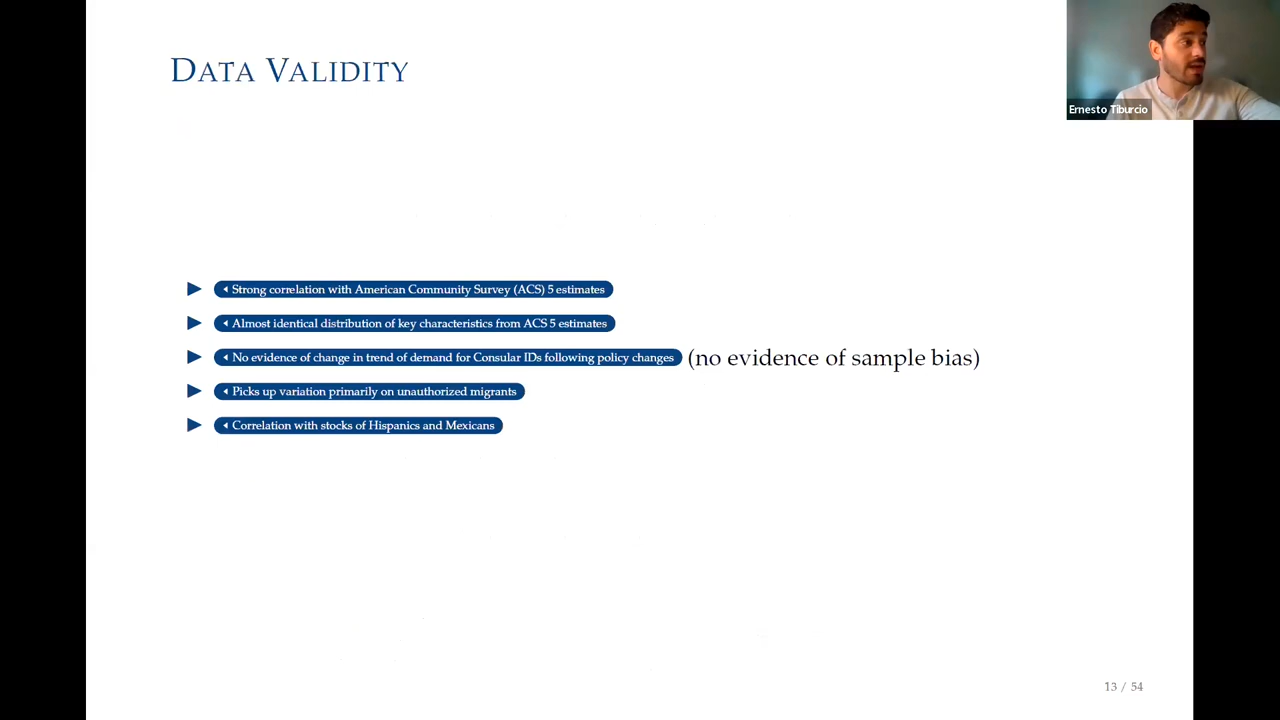 DATA VALIDITY
Ernesto Tiburcio
Strong correlation with American Community Survey (ACS) 5 estimates
Almost identical distribution of key characteristics from ACS 5 estimates
No evidence of change in trend of demand for Consular IDs following policy changes (no evidence of sample bias)
Picks up variation primarily on unauthorized migrants
Correlation with stocks of Hispanics and Mexicans
13 / 54